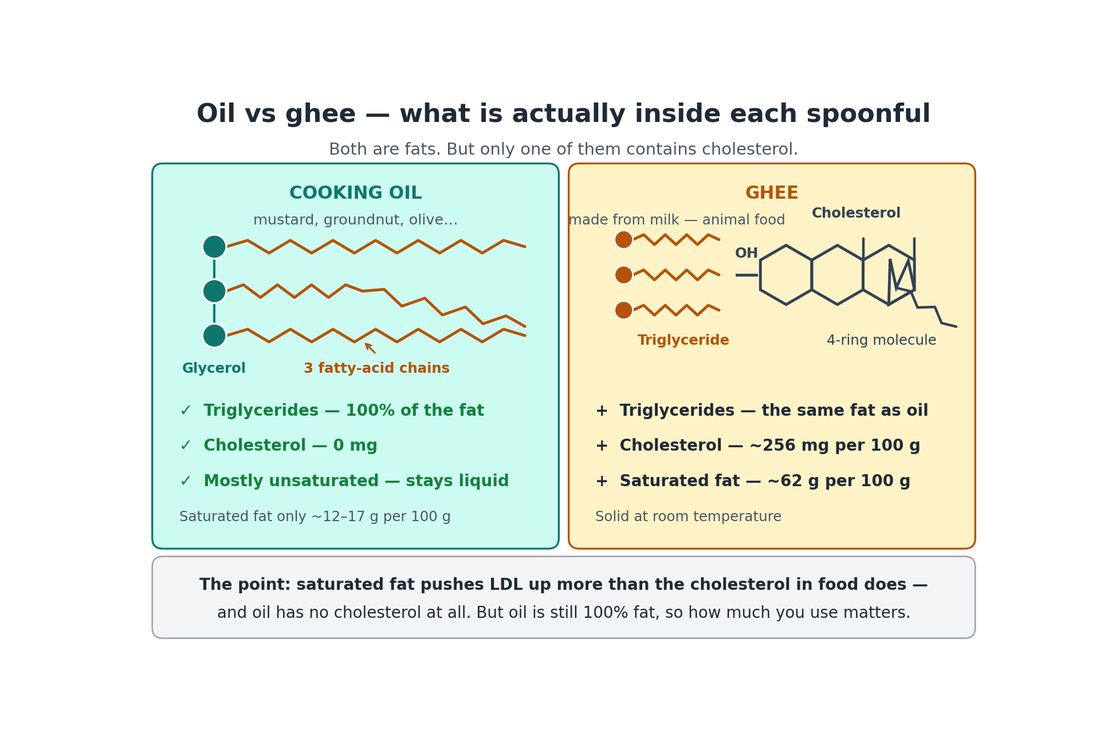 Oil vs ghee — what is actually inside each spoonful
Both are fats. But only one of them contains cholesterol.
COOKING OIL
mustard, groundnut, olive…
Glycerol
3 fatty-acid chains
✓ Triglycerides — 100% of the fat
✓ Cholesterol — 0 mg
✓ Mostly unsaturated — stays liquid
Saturated fat only ~12–17 g per 100 g
GHEE
made from milk — animal food
Cholesterol
OH
Triglyceride
4-ring molecule
+ Triglycerides — the same fat as oil
+ Cholesterol — ~256 mg per 100 g
+ Saturated fat — ~62 g per 100 g
Solid at room temperature
The point: saturated fat pushes LDL up more than the cholesterol in food does —
and oil has no cholesterol at all. But oil is still 100% fat, so how much you use matters.